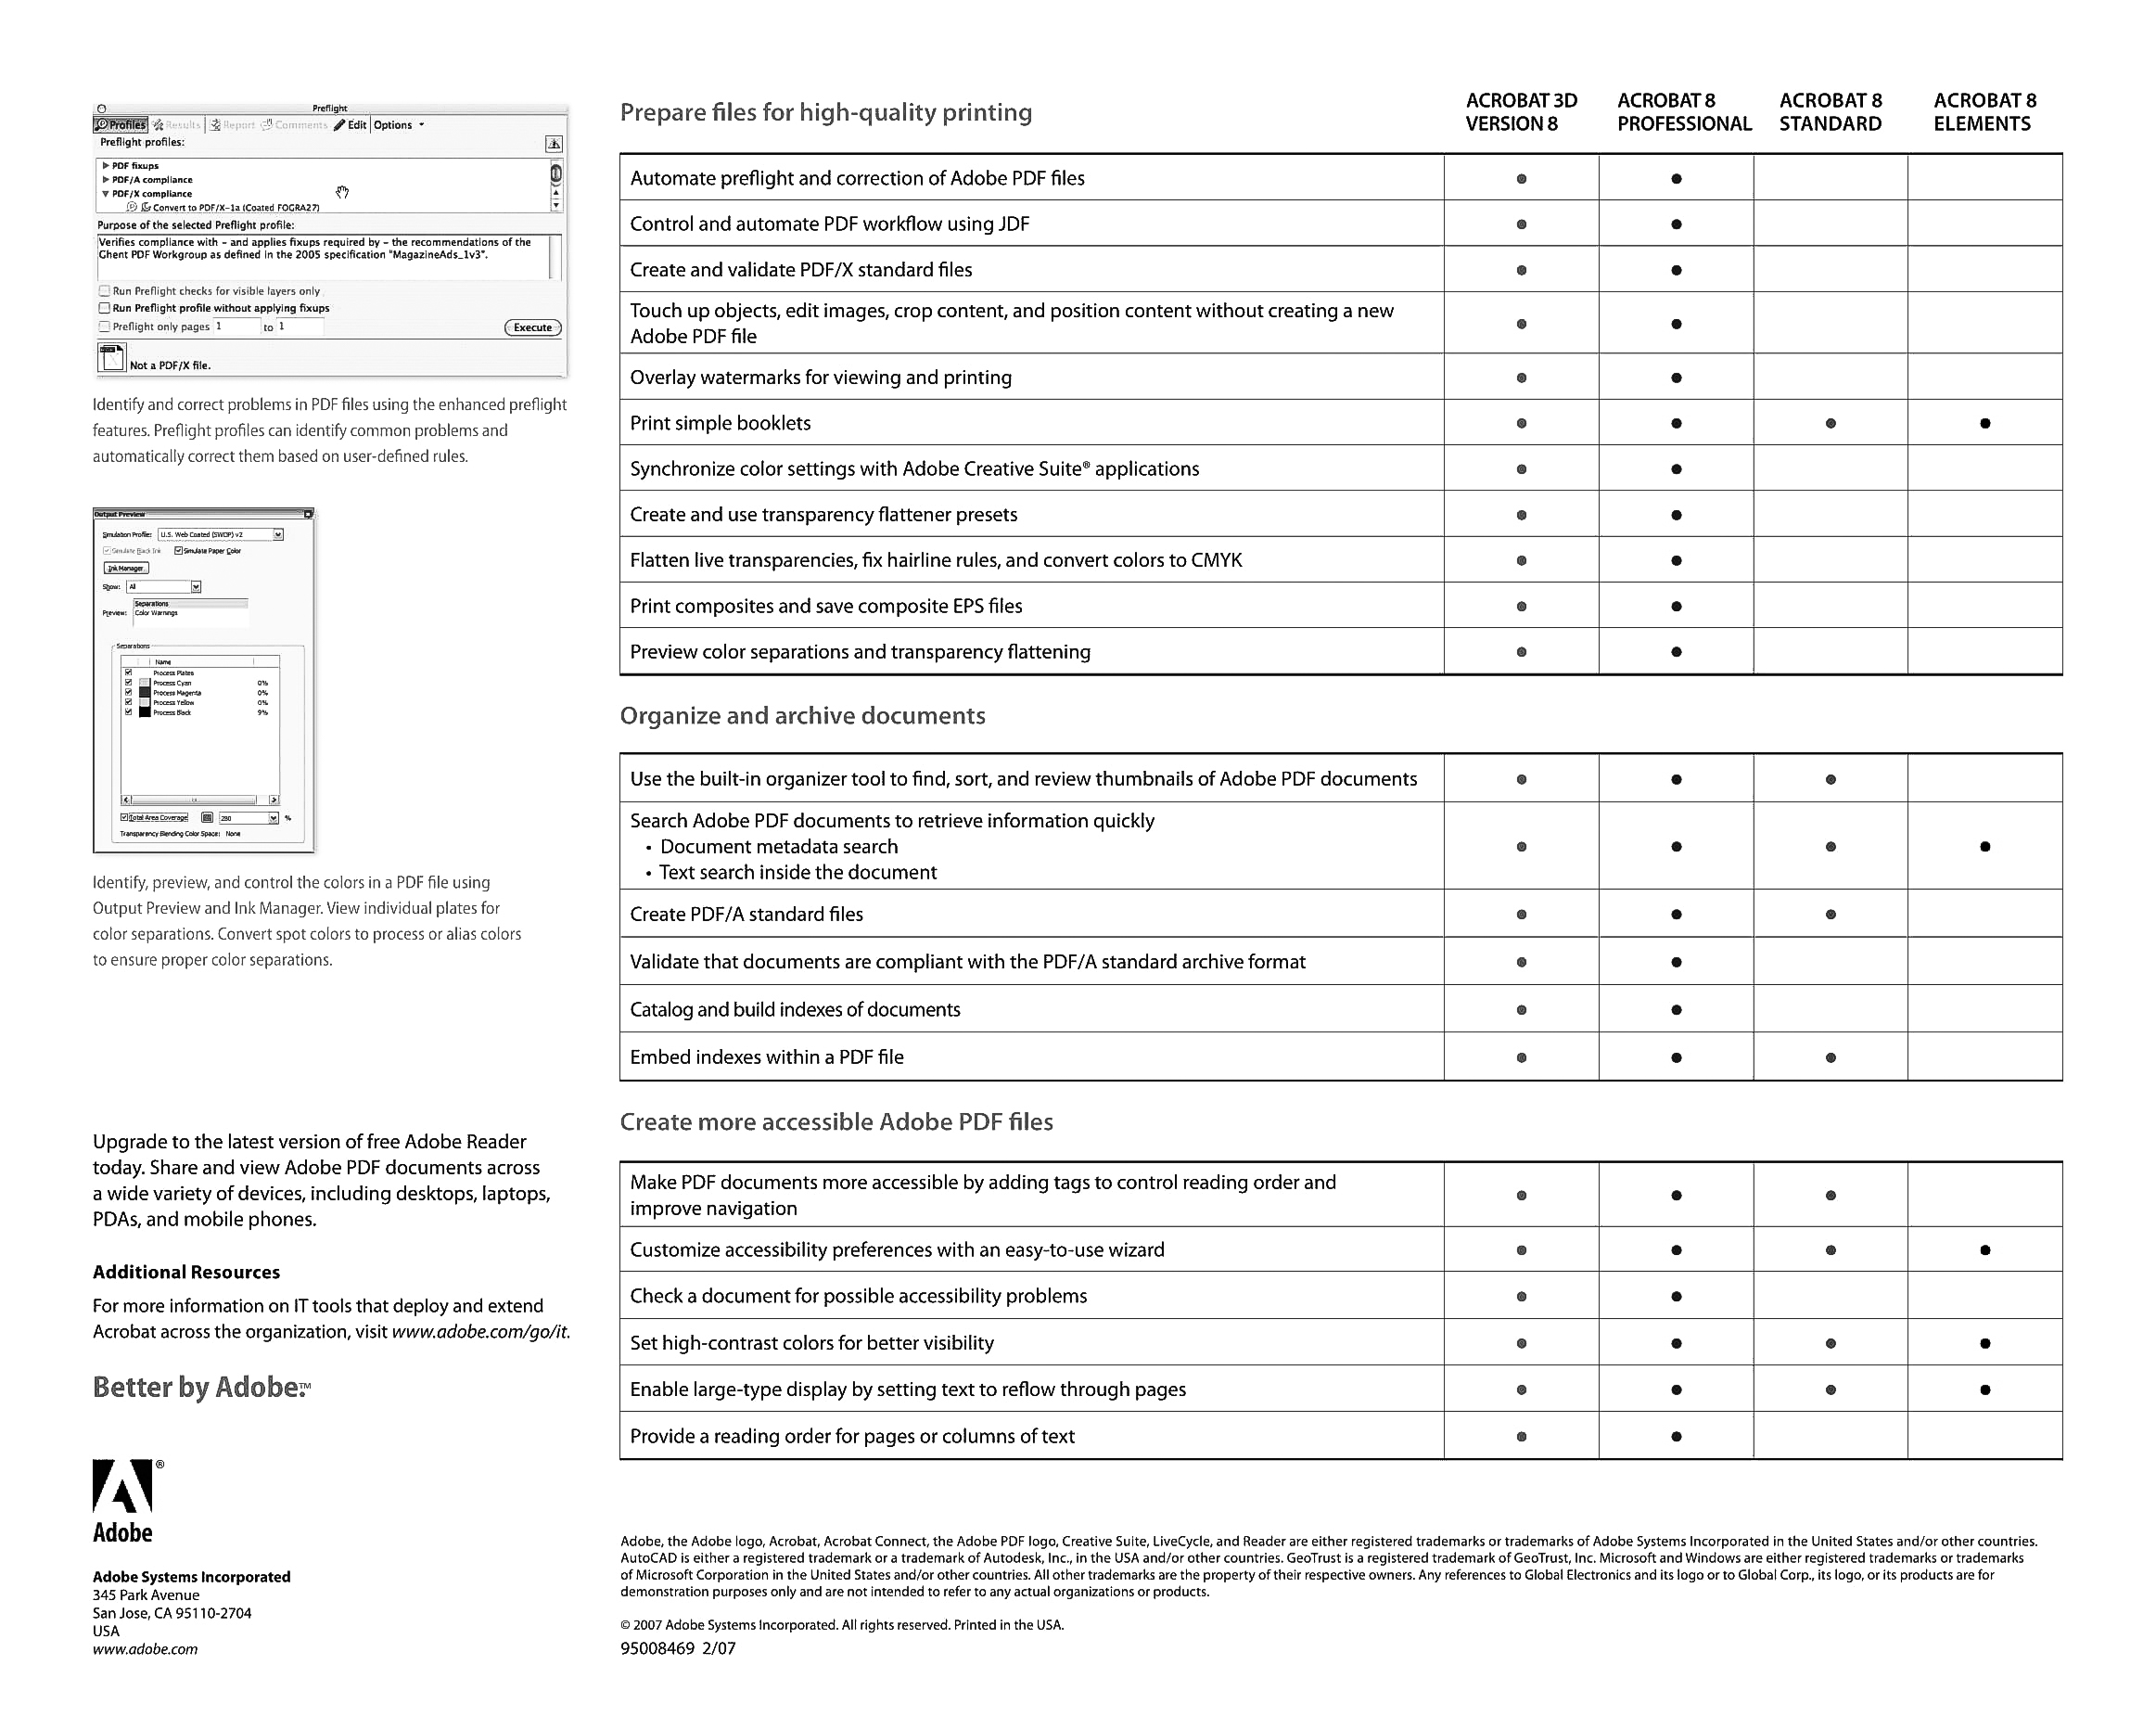 Preflight
Profiles Results Report Comments Edit Options
Preflight profiles:
PDF fixups
PDF/A compliance
PDF/X compliance
Convert to PDF/X-1a (Coated FOGRA27)
Purpose of the selected Preflight profile:
Verifies compliance with - and applies fixups required by - the recommendations of the
Ghent PDF Workgroup as defined in the 2005 specification "MagazineAds_1v3".
Run Preflight checks for visible layers only
Run Preflight profile without applying fixups
Preflight only pages 1 to 1
Execute
Not a PDF/X file.
Identify and correct problems in PDF files using the enhanced preflight
features. Preflight profiles can identify common problems and
automatically correct them based on user-defined rules.
Output Preview
Simulation Profile: U.S. Web Coated (SWOP) v2
Simulate Black Ink Simulate Paper Color
Ink Manager
Show: All
Separations
Preview: Color Warnings
Separations
Name
Process Plates
Process Cyan 0%
Process Magenta 0%
Process Yellow 0%
Process Black 9%
Total Area Coverage 280 %
Transparency Blending Color Space: None
Identify, preview, and control the colors in a PDF file using
Output Preview and Ink Manager. View individual plates for
color separations. Convert spot colors to process or alias colors
to ensure proper color separations.
Upgrade to the latest version of free Adobe Reader
today. Share and view Adobe PDF documents across
a wide variety of devices, including desktops, laptops,
PDAs, and mobile phones.
Additional Resources
For more information on IT tools that deploy and extend
Acrobat across the organization, visit www.adobe.com/go/it.
Better by Adobe.™
®
Adobe
Adobe Systems Incorporated
345 Park Avenue
San Jose, CA 95110-2704
USA
www.adobe.com
Prepare files for high-quality printing
ACROBAT 3D VERSION 8
ACROBAT 8 PROFESSIONAL
ACROBAT 8 STANDARD
ACROBAT 8 ELEMENTS
Automate preflight and correction of Adobe PDF files • •
Control and automate PDF workflow using JDF • •
Create and validate PDF/X standard files • •
Touch up objects, edit images, crop content, and position content without creating a new
Adobe PDF file • •
Overlay watermarks for viewing and printing • •
Print simple booklets • • • •
Synchronize color settings with Adobe Creative Suite® applications • •
Create and use transparency flattener presets • •
Flatten live transparencies, fix hairline rules, and convert colors to CMYK • •
Print composites and save composite EPS files • •
Preview color separations and transparency flattening • •
Organize and archive documents
Use the built-in organizer tool to find, sort, and review thumbnails of Adobe PDF documents • • •
Search Adobe PDF documents to retrieve information quickly
• Document metadata search • • • •
• Text search inside the document
Create PDF/A standard files • • •
Validate that documents are compliant with the PDF/A standard archive format • •
Catalog and build indexes of documents • •
Embed indexes within a PDF file • • •
Create more accessible Adobe PDF files
Make PDF documents more accessible by adding tags to control reading order and
improve navigation • • •
Customize accessibility preferences with an easy-to-use wizard • • • •
Check a document for possible accessibility problems • •
Set high-contrast colors for better visibility • • • •
Enable large-type display by setting text to reflow through pages • • • •
Provide a reading order for pages or columns of text • •
Adobe, the Adobe logo, Acrobat, Acrobat Connect, the Adobe PDF logo, Creative Suite, LiveCycle, and Reader are either registered trademarks or trademarks of Adobe Systems Incorporated in the United States and/or other countries.
AutoCAD is either a registered trademark or a trademark of Autodesk, Inc., in the USA and/or other countries. GeoTrust is a registered trademark of GeoTrust, Inc. Microsoft and Windows are either registered trademarks or trademarks
of Microsoft Corporation in the United States and/or other countries. All other trademarks are the property of their respective owners. Any references to Global Electronics and its logo or to Global Corp., its logo, or its products are for
demonstration purposes only and are not intended to refer to any actual organizations or products.
© 2007 Adobe Systems Incorporated. All rights reserved. Printed in the USA.
95008469 2/07